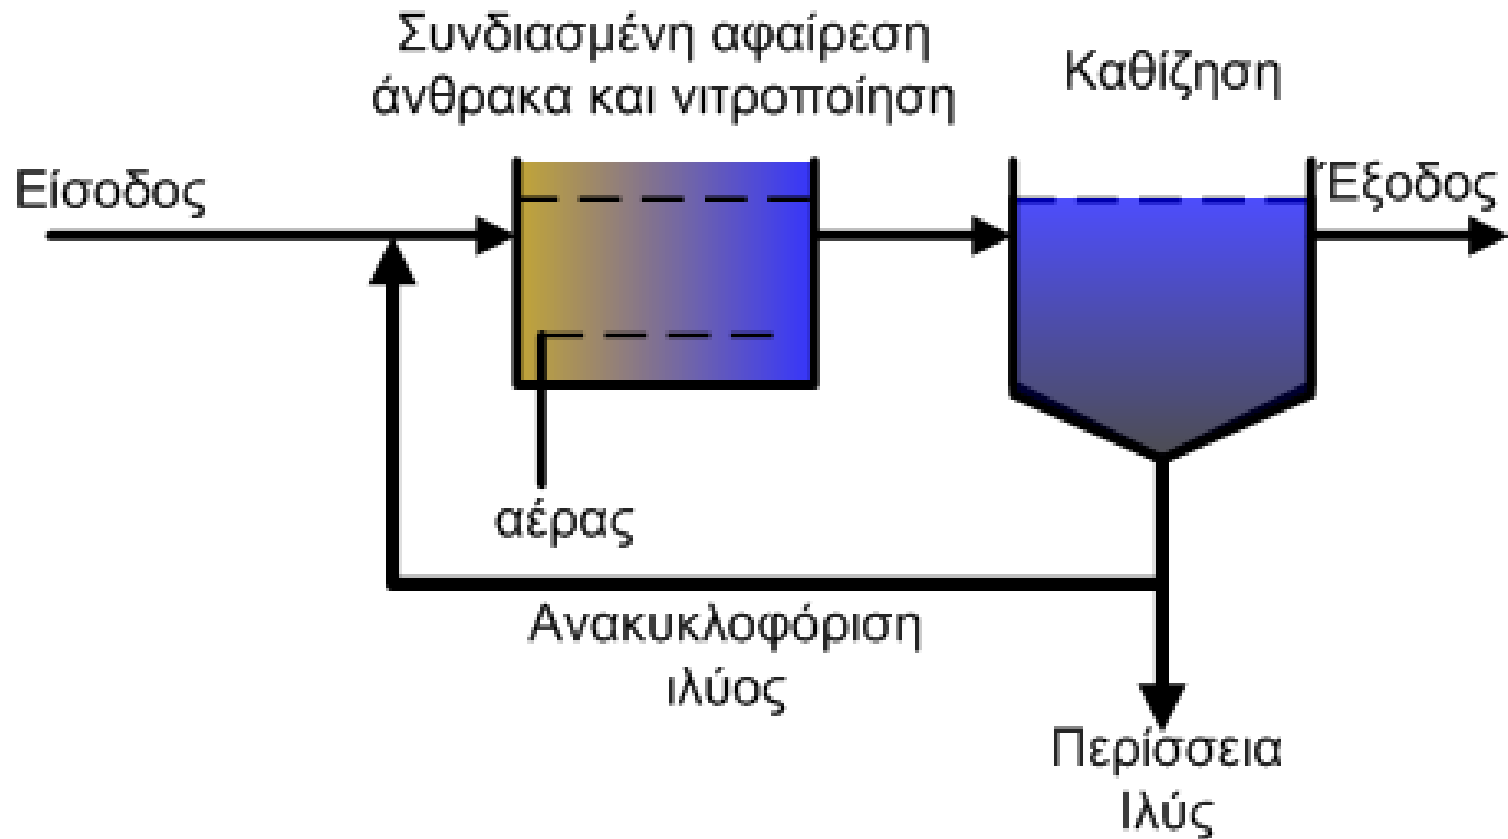 Συνδιασμένη αφαίρεση
άνθρακα και νιτροποίηση
Καθίζηση
Είσοδος
Έξοδος
αέρας
Ανακυκλοφόριση
ιλύος
Περίσσεια
Ιλύς